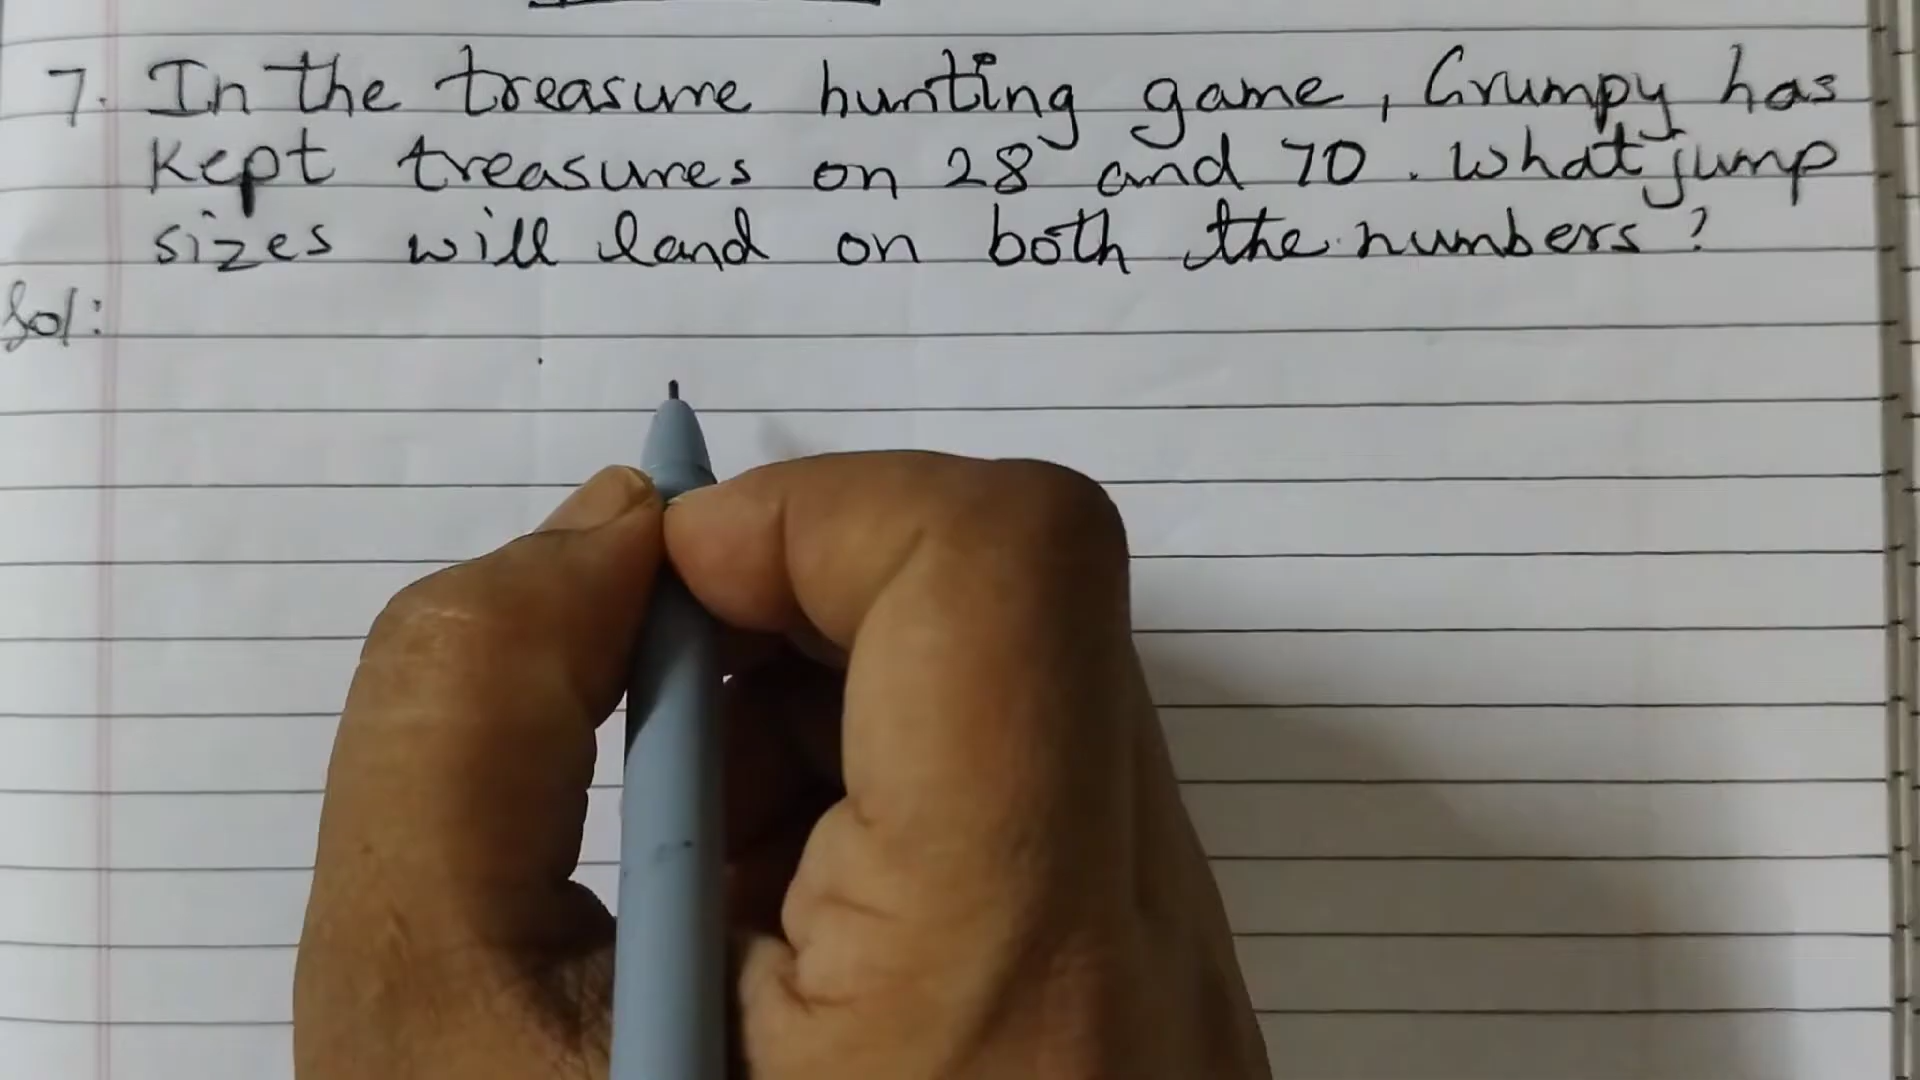 7. In the treasure hunting game, Grumpy has
kept treasures on 28 and 70. What jump
sizes will land on both the numbers?
Sol: